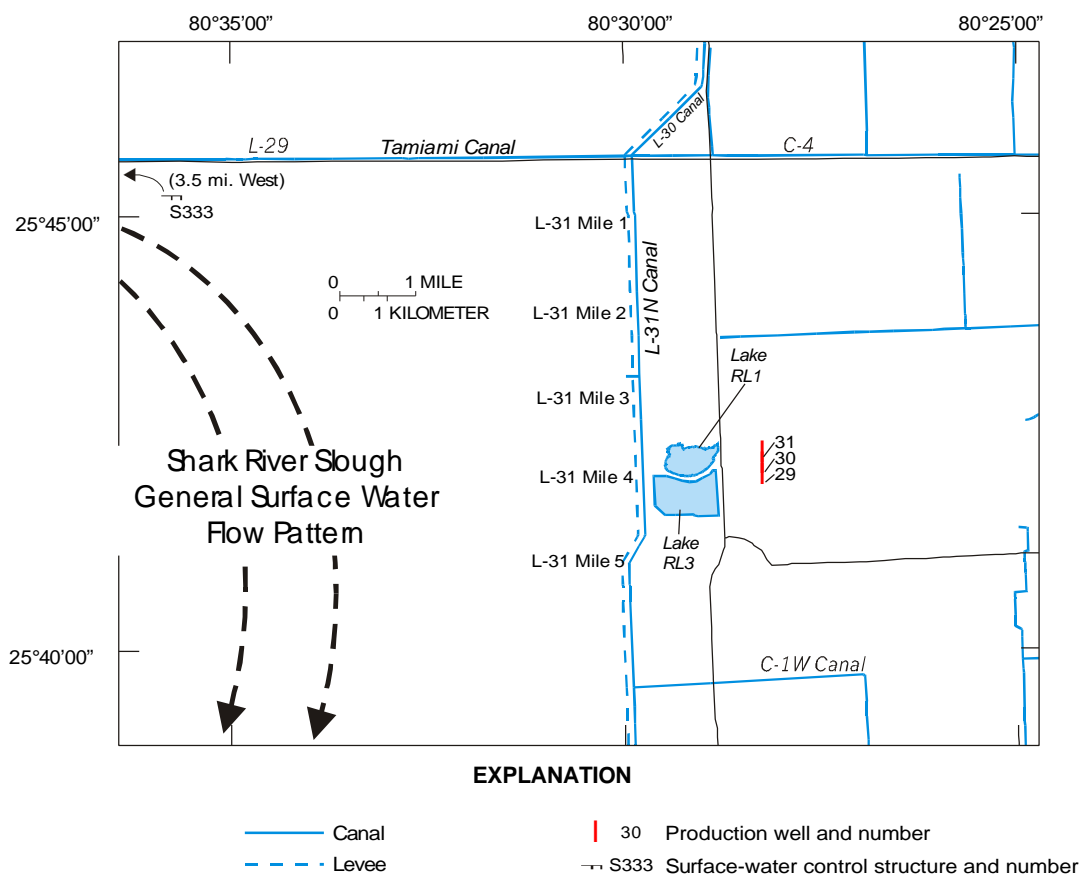 80°35'00” 80°30'00” 80°25'00”
L-30 Canal
L-29 Tamiami Canal C-4
(3.5 mi. West)
S333
25°45'00”
L-31 Mile 1
0 1 MILE
0 1 KILOMETER
L-31 Mile 2
L-31N Canal
Lake
RL1
L-31 Mile 3
31
30
29
Shark River Slough
General Surface Water
Flow Pattern
L-31 Mile 4
Lake
RL3
L-31 Mile 5
25°40'00”
C-1W Canal
EXPLANATION
Canal
Levee
30 Production well and number
S333 Surface-water control structure and number